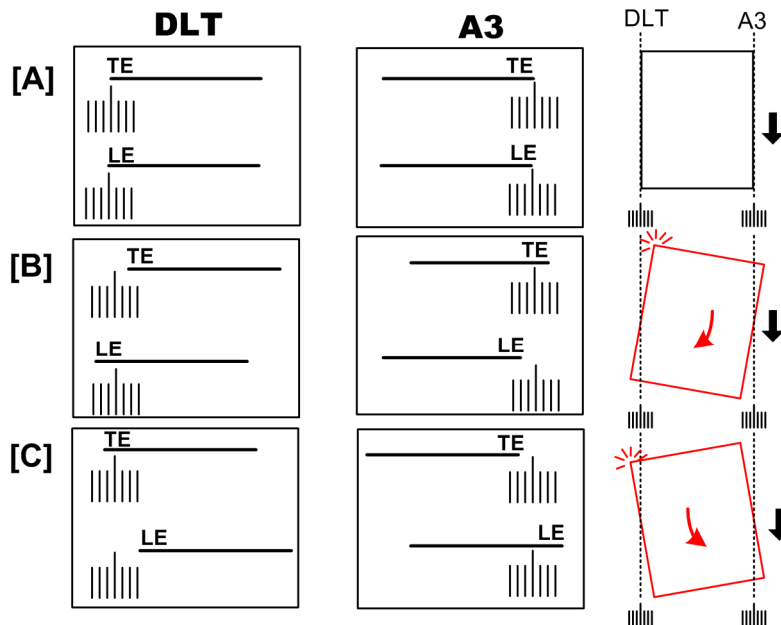 DLT A3 DLT A3
[A] TE TE
LE LE
[B] TE TE
LE LE
[C] TE TE
LE LE